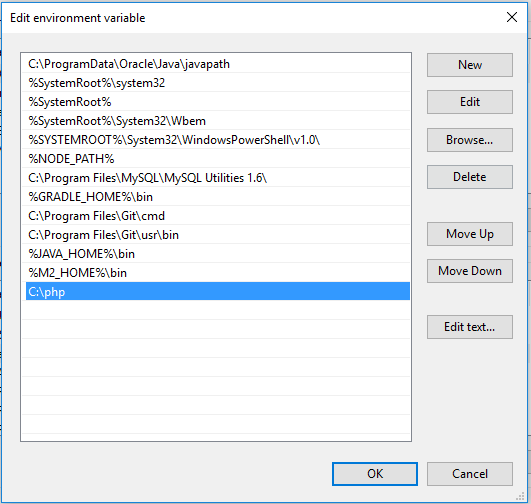 Edit environment variable
C:\ProgramData\Oracle\Java\javapath
%SystemRoot%\system32
%SystemRoot%
%SystemRoot%\System32\Wbem
%SYSTEMROOT%\System32\WindowsPowerShell\v1.0\
%NODE_PATH%
C:\Program Files\MySQL\MySQL Utilities 1.6\
%GRADLE_HOME%\bin
C:\Program Files\Git\cmd
C:\Program Files\Git\usr\bin
%JAVA_HOME%\bin
%M2_HOME%\bin
C:\php
New
Edit
Browse...
Delete
Move Up
Move Down
Edit text...
OK
Cancel